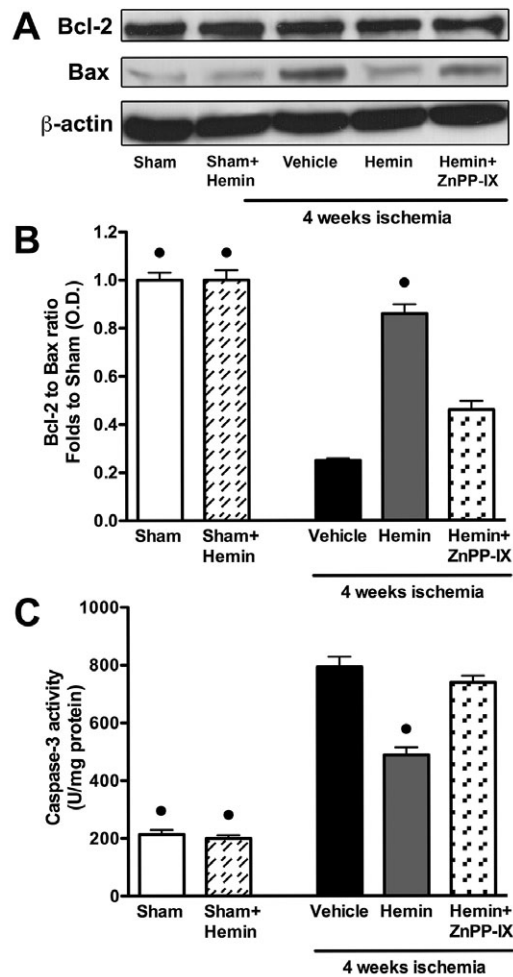 A
Bcl-2
Bax
β-actin
Sham
Sham+
Hemin
Vehicle
Hemin
Hemin+
ZnPP-IX
4 weeks ischemia
B
Bcl-2 to Bax ratio
Folds to Sham (O.D.)
1.2
1.0
0.8
0.6
0.4
0.2
0.0
Sham
Sham+
Hemin
Vehicle
Hemin
Hemin+
ZnPP-IX
4 weeks ischemia
C
Caspase-3 activity
(U/mg protein)
1000
800
600
400
200
0
Sham
Sham+
Hemin
Vehicle
Hemin
Hemin+
ZnPP-IX
4 weeks ischemia